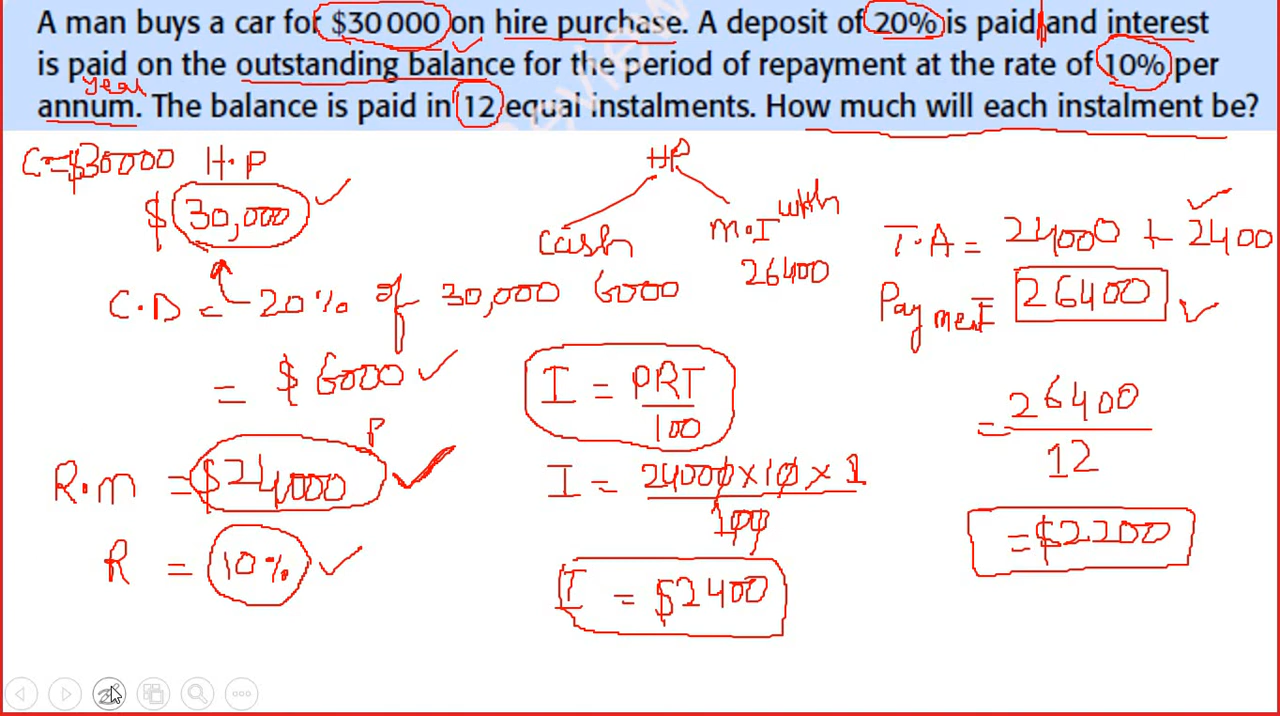 A man buys a car for $30 000 on hire purchase. A deposit of 20% is paid and interest
is paid on the outstanding balance for the period of repayment at the rate of 10% per
year
annum. The balance is paid in 12 equal instalments. How much will each instalment be?
Review
C=$30000 H.P
$ 30,000
C.D = 20% of 30,000
= $ 6000
P
R.m = $24,000
R = 10%
HP
cash
6000
M.I with
26400
I = PRT
100
I = 24000 x 10 x 1
100
I = $2400
T.A = 24000 + 2400
Payment 26400
= 26400
12
= $2200